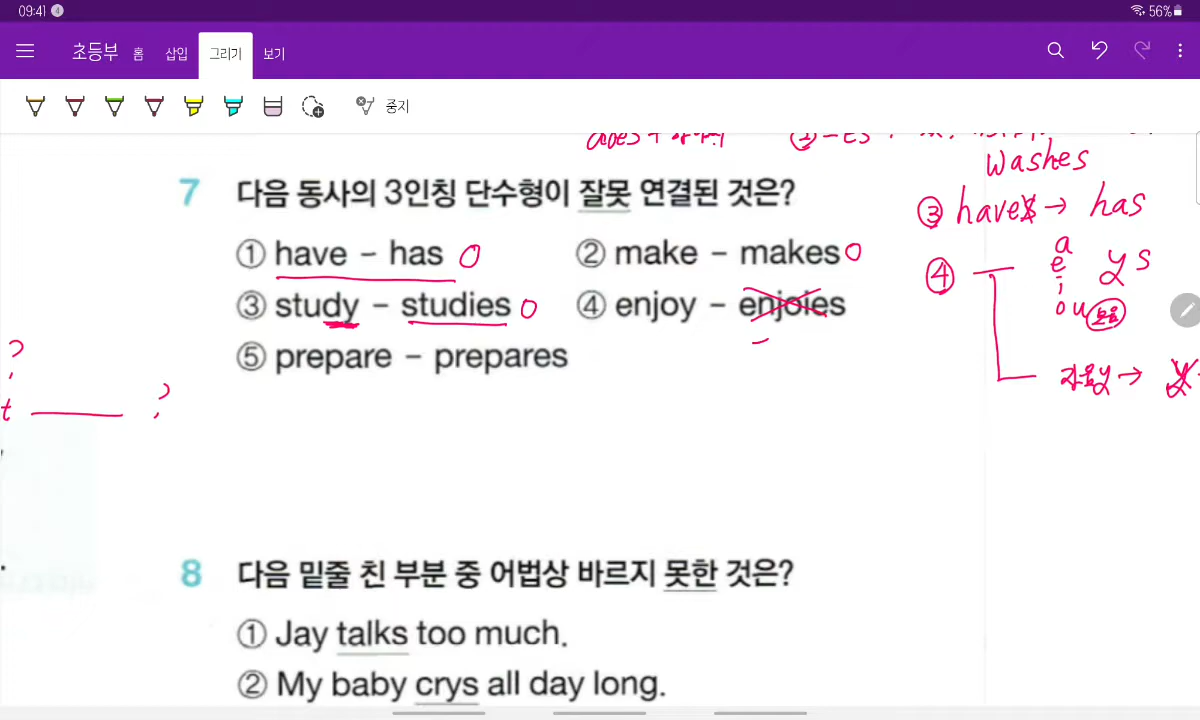 09:41 4
56%
초등부 홈 삽입 그리기 보기
중지
washes
7 다음 동사의 3인칭 단수형이 잘못 연결된 것은?
③ haves → has
① have - has O ② make - makes O
④ a e i o u 모음 y s
③ study - studies O ④ enjoy - enjoies
⑤ prepare - prepares
자음y → y
?
t ?
8 다음 밑줄 친 부분 중 어법상 바르지 못한 것은?
① Jay talks too much.
② My baby crys all day long.